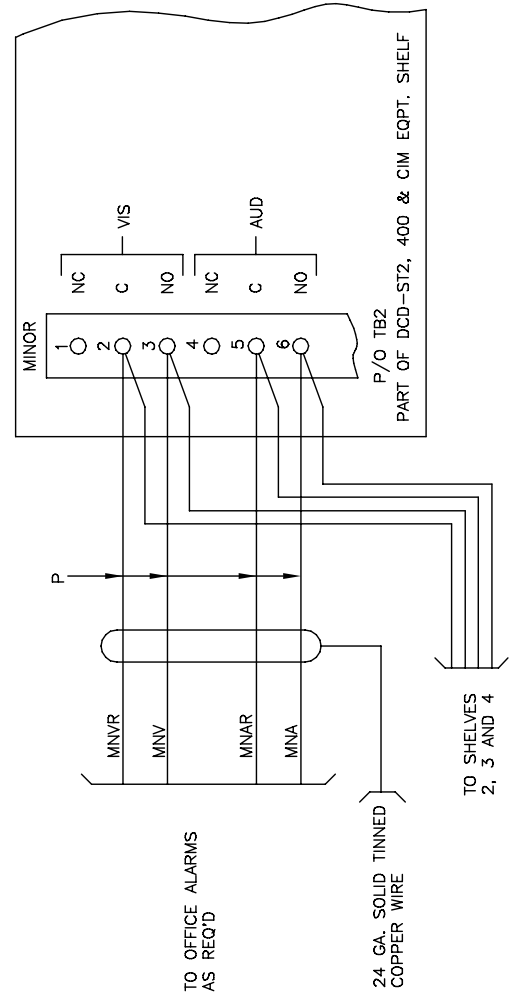 MINOR
1
2
3
4
5
6
NC
C
NO
VIS
NC
C
NO
AUD
P/O TB2
PART OF DCD-ST2, 400 & CIM EQPT. SHELF
P
MNVR
MNV
MNAR
MNA
TO OFFICE ALARMS
AS REQ'D
24 GA. SOLID TINNED
COPPER WIRE
TO SHELVES
2, 3 AND 4